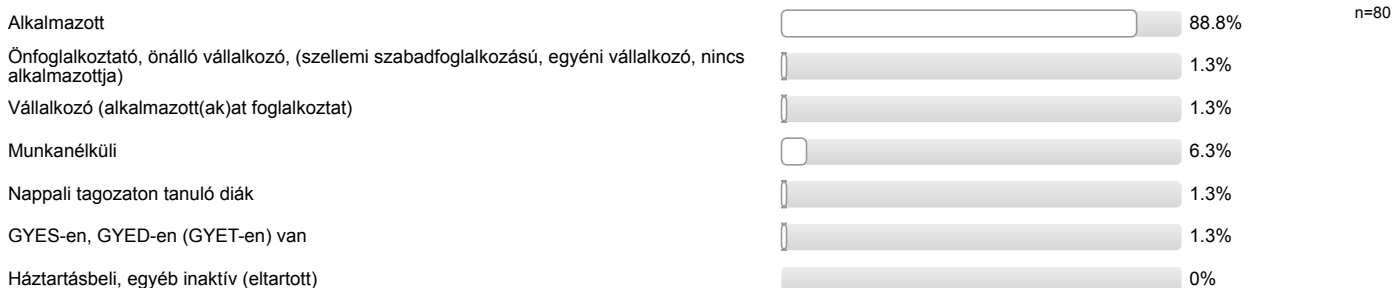 Alkalmazott 88.8% n=80
Önfoglalkoztató, önálló vállalkozó, (szellemi szabadfoglalkozású, egyéni vállalkozó, nincs
alkalmazottja) 1.3%
Vállalkozó (alkalmazott(ak)at foglalkoztat) 1.3%
Munkanélküli 6.3%
Nappali tagozaton tanuló diák 1.3%
GYES-en, GYED-en (GYET-en) van 1.3%
Háztartásbeli, egyéb inaktív (eltartott) 0%